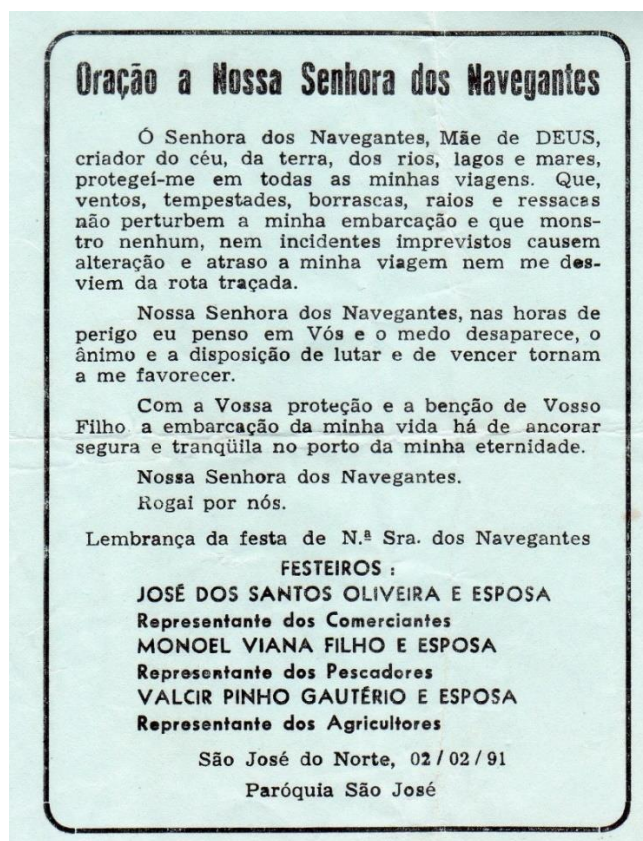 Oração a Nossa Senhora dos Navegantes
Ó Senhora dos Navegantes, Mãe de DEUS,
criador do céu, da terra, dos rios, lagos e mares,
protegeí-me em todas as minhas viagens. Que,
ventos, tempestades, borrascas, raios e ressacas
não perturbem a minha embarcação e que mons-
tro nenhum, nem incidentes imprevistos causem
alteração e atraso a minha viagem nem me des-
viem da rota traçada.
Nossa Senhora dos Navegantes, nas horas de
perigo eu penso em Vós e o medo desaparece, o
ânimo e a disposição de lutar e de vencer tornam
a me favorecer.
Com a Vossa proteção e a benção de Vosso
Filho a embarcação da minha vida há de ancorar
segura e tranqüila no porto da minha eternidade.
Nossa Senhora dos Navegantes.
Rogai por nós.
Lembrança da festa de N.ª Sra. dos Navegantes
FESTEIROS :
JOSÉ DOS SANTOS OLIVEIRA E ESPOSA
Representante dos Comerciantes
MONOEL VIANA FILHO E ESPOSA
Representante dos Pescadores
VALCIR PINHO GAUTÉRIO E ESPOSA
Representante dos Agricultores
São José do Norte, 02/02/91
Paróquia São José